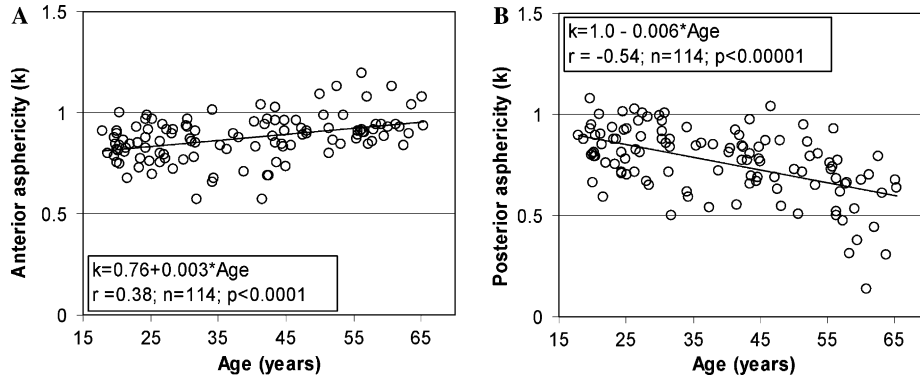 A
Anterior asphericity (k)
1.5
1
0.5
0
k=0.76+0.003*Age
r =0.38; n=114; p<0.0001
15 25 35 45 55 65
Age (years)
B
Posterior asphericity (k)
1.5
1
0.5
0
k=1.0 - 0.006*Age
r = -0.54; n=114; p<0.00001
15 25 35 45 55 65
Age (years)